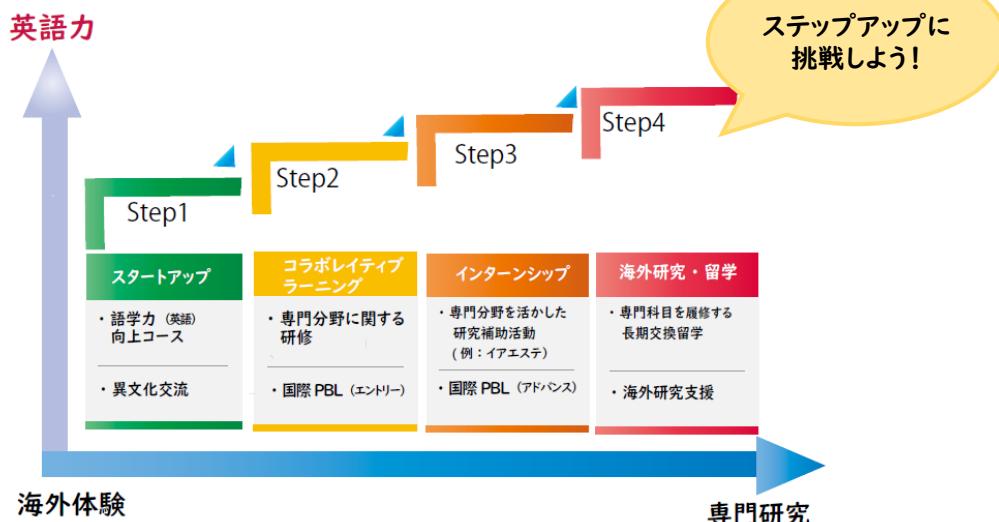 英語力
ステップアップに
挑戦しよう!
Step1
Step2
Step3
Step4
スタートアップ
・語学力（英語）
向上コース
・異文化交流
コラボレイティブ
ラーニング
・専門分野に関する
研修
・国際 PBL（エントリー）
インターンシップ
・専門分野を活かした
研究補助活動
(例：イアエステ)
・国際 PBL（アドバンス）
海外研究・留学
・専門科目を履修する
長期交換留学
・海外研究支援
海外体験
専門研究